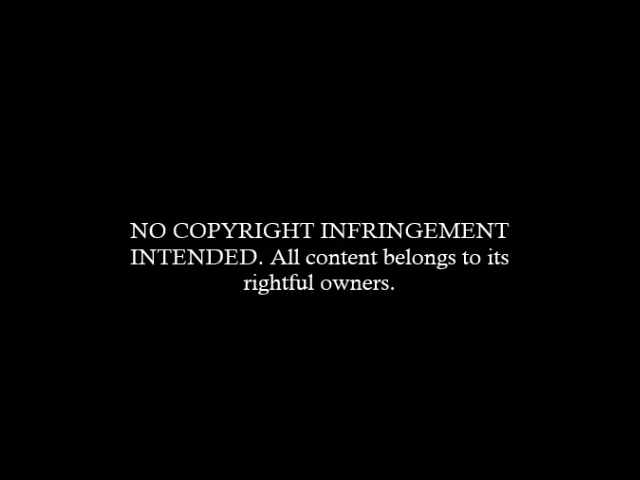 NO COPYRIGHT INFRINGEMENT
INTENDED. All content belongs to its
rightful owners.